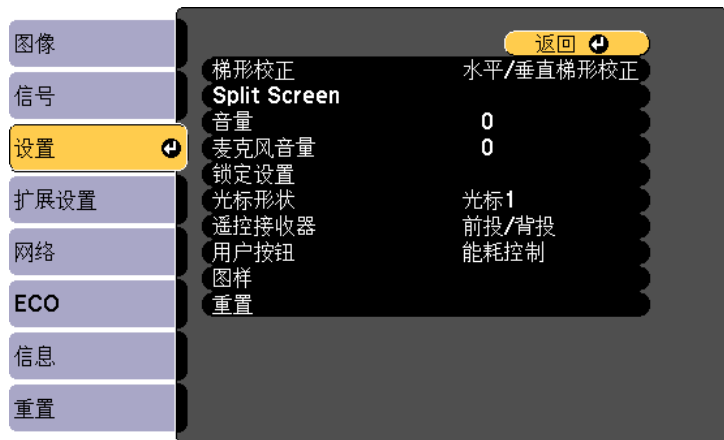 图像
信号
设置
扩展设置
网络
ECO
信息
重置
返回
梯形校正 水平/垂直梯形校正
Split Screen
音量 0
麦克风音量 0
锁定设置
光标形状 光标1
遥控接收器 前投/背投
用户按钮 能耗控制
图样
重置